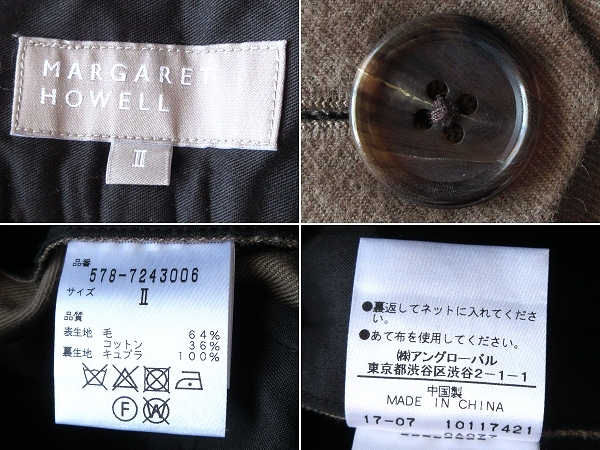 MARGARET
HOWELL
II
品番
578-7243006
サイズ
II
品質
表生地 毛 64%
コットン 36%
裏生地 キュプラ 100%
F W
●裏返してネットに入れてくださ
い。
●あて布を使用してください。
㈱アングローバル
東京都渋谷区渋谷2-1-1
中国製
MADE IN CHINA
17-07 10117421